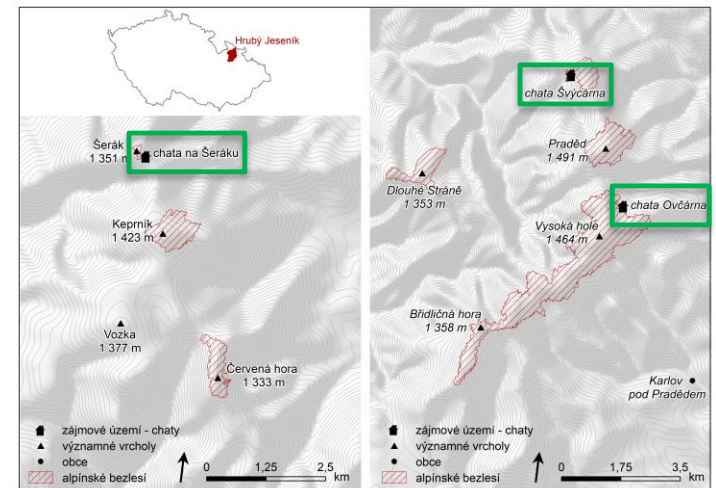 Hrubý Jeseník
Šerák
1 351 m
chata na Šeráku
Keprník
1 423 m
Vozka
1 377 m
Červená hora
1 333 m
zájmové území - chaty
významné vrcholy
obce
alpínské bezlesí
0 1,25 2,5
km
chata Švýcárna
Praděd
1 491 m
Dlouhé Stráně
1 353 m
chata Ovčárna
Vysoká hole
1 464 m
Břidličná hora
1 358 m
Karlov
pod Pradědem
zájmové území - chaty
významné vrcholy
obce
alpínské bezlesí
0 1,75 3,5
km